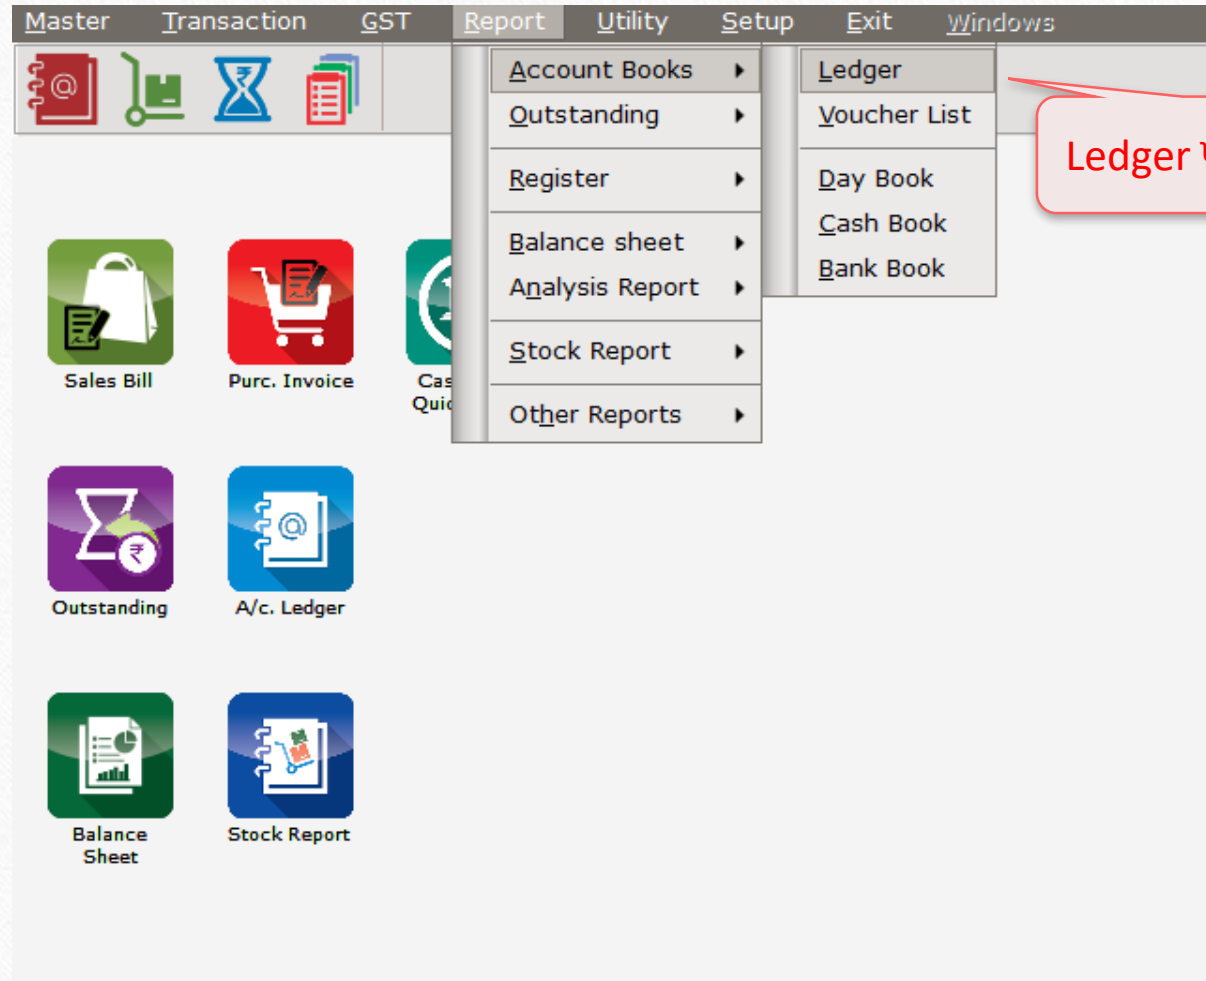 Master Transaction GST Report Utility Setup Exit Windows
Account Books
Outstanding
Register
Balance sheet
Analysis Report
Stock Report
Other Reports
Ledger
Voucher List
Day Book
Cash Book
Bank Book
Ledger
Sales Bill
Purc. Invoice
Outstanding
A/c. Ledger
Balance
Sheet
Stock Report